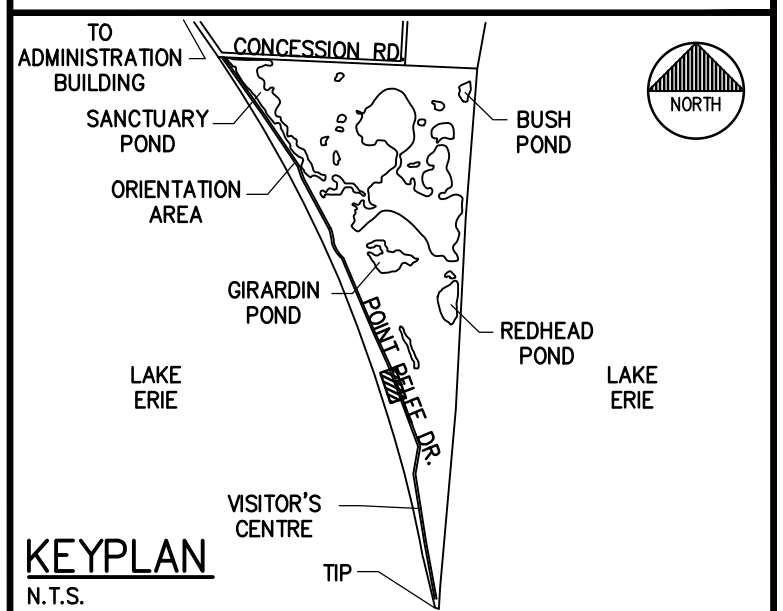 TO
ADMINISTRATION
BUILDING
CONCESSION RD.
NORTH
SANCTUARY
POND
BUSH
POND
ORIENTATION
AREA
GIRARDIN
POND
POINT PELEE DR.
REDHEAD
POND
LAKE
ERIE
LAKE
ERIE
VISITOR'S
CENTRE
KEYPLAN
N.T.S.
TIP